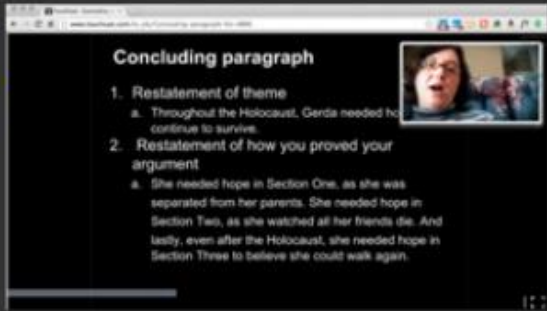 Concluding paragraph
1. Restatement of theme
a. Throughout the Holocaust, Gerda needed
continue to survive.
2. Restatement of how you proved your
argument
a. She needed hope in Section One, as she was
separated from her parents. She needed hope in
Section Two, as she watched all her friends die. And
lastly, even after the Holocaust, she needed hope in
Section Three to believe she could walk again.